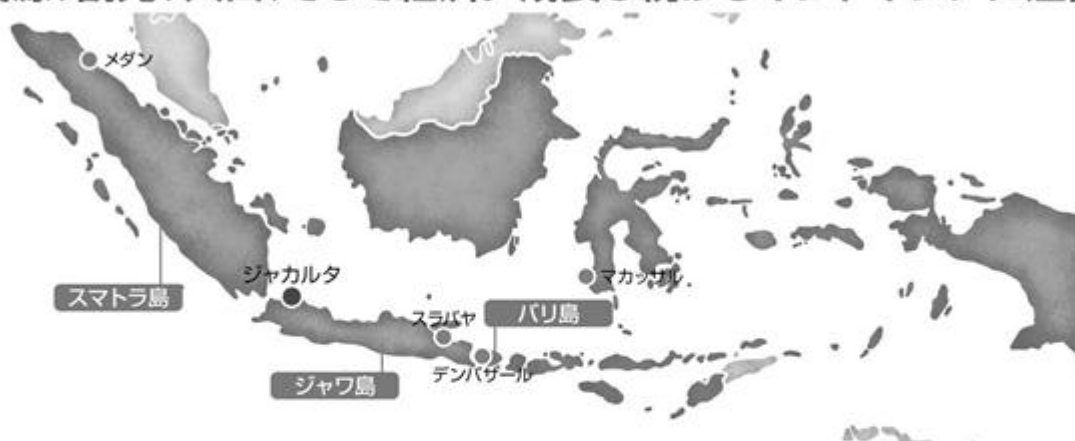 メダン
スマトラ島
ジャカルタ
スラバヤ
バリ島
マカッサル
デンパサール
ジャワ島